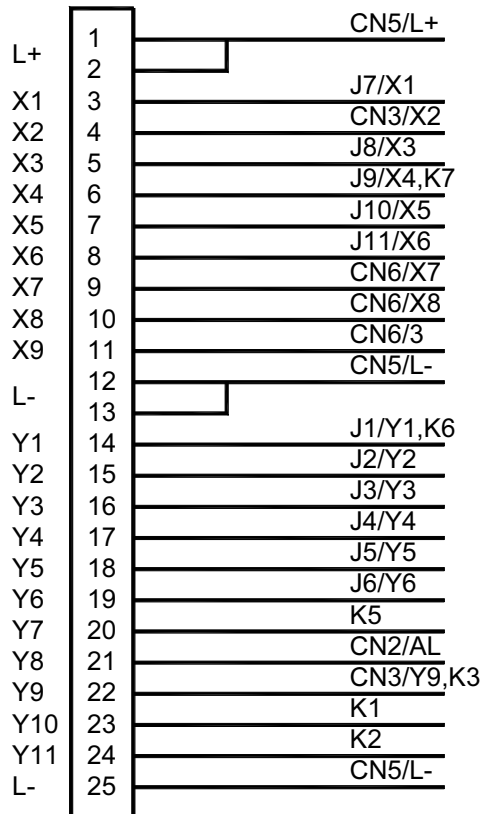 1 CN5/L+
L+
2
X1 3 J7/X1
X2 4 CN3/X2
X3 5 J8/X3
X4 6 J9/X4,K7
X5 7 J10/X5
X6 8 J11/X6
X7 9 CN6/X7
X8 10 CN6/X8
X9 11 CN6/3
12 CN5/L-
L-
13
Y1 14 J1/Y1,K6
Y2 15 J2/Y2
Y3 16 J3/Y3
Y4 17 J4/Y4
Y5 18 J5/Y5
Y6 19 J6/Y6
Y7 20 K5
Y8 21 CN2/AL
Y9 22 CN3/Y9,K3
Y10 23 K1
Y11 24 K2
L- 25 CN5/L-